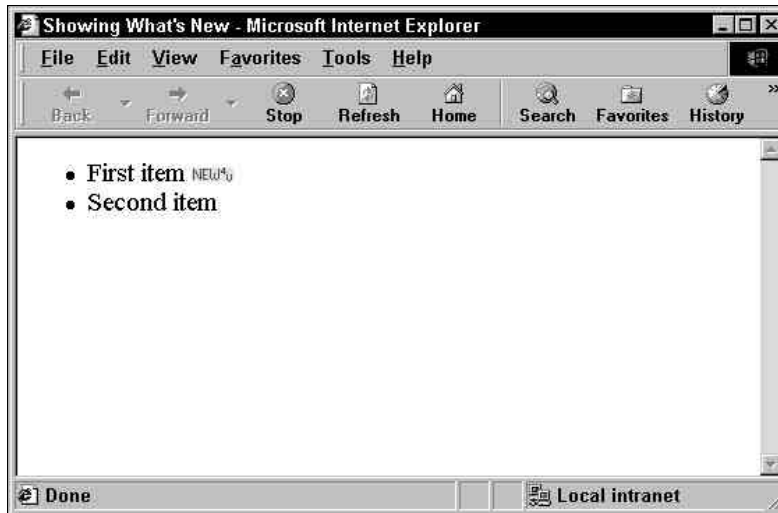 Showing What's New - Microsoft Internet Explorer
File Edit View Favorites Tools Help
Back Forward Stop Refresh Home Search Favorites History »
• First item NEW4U
• Second item
Done Local intranet